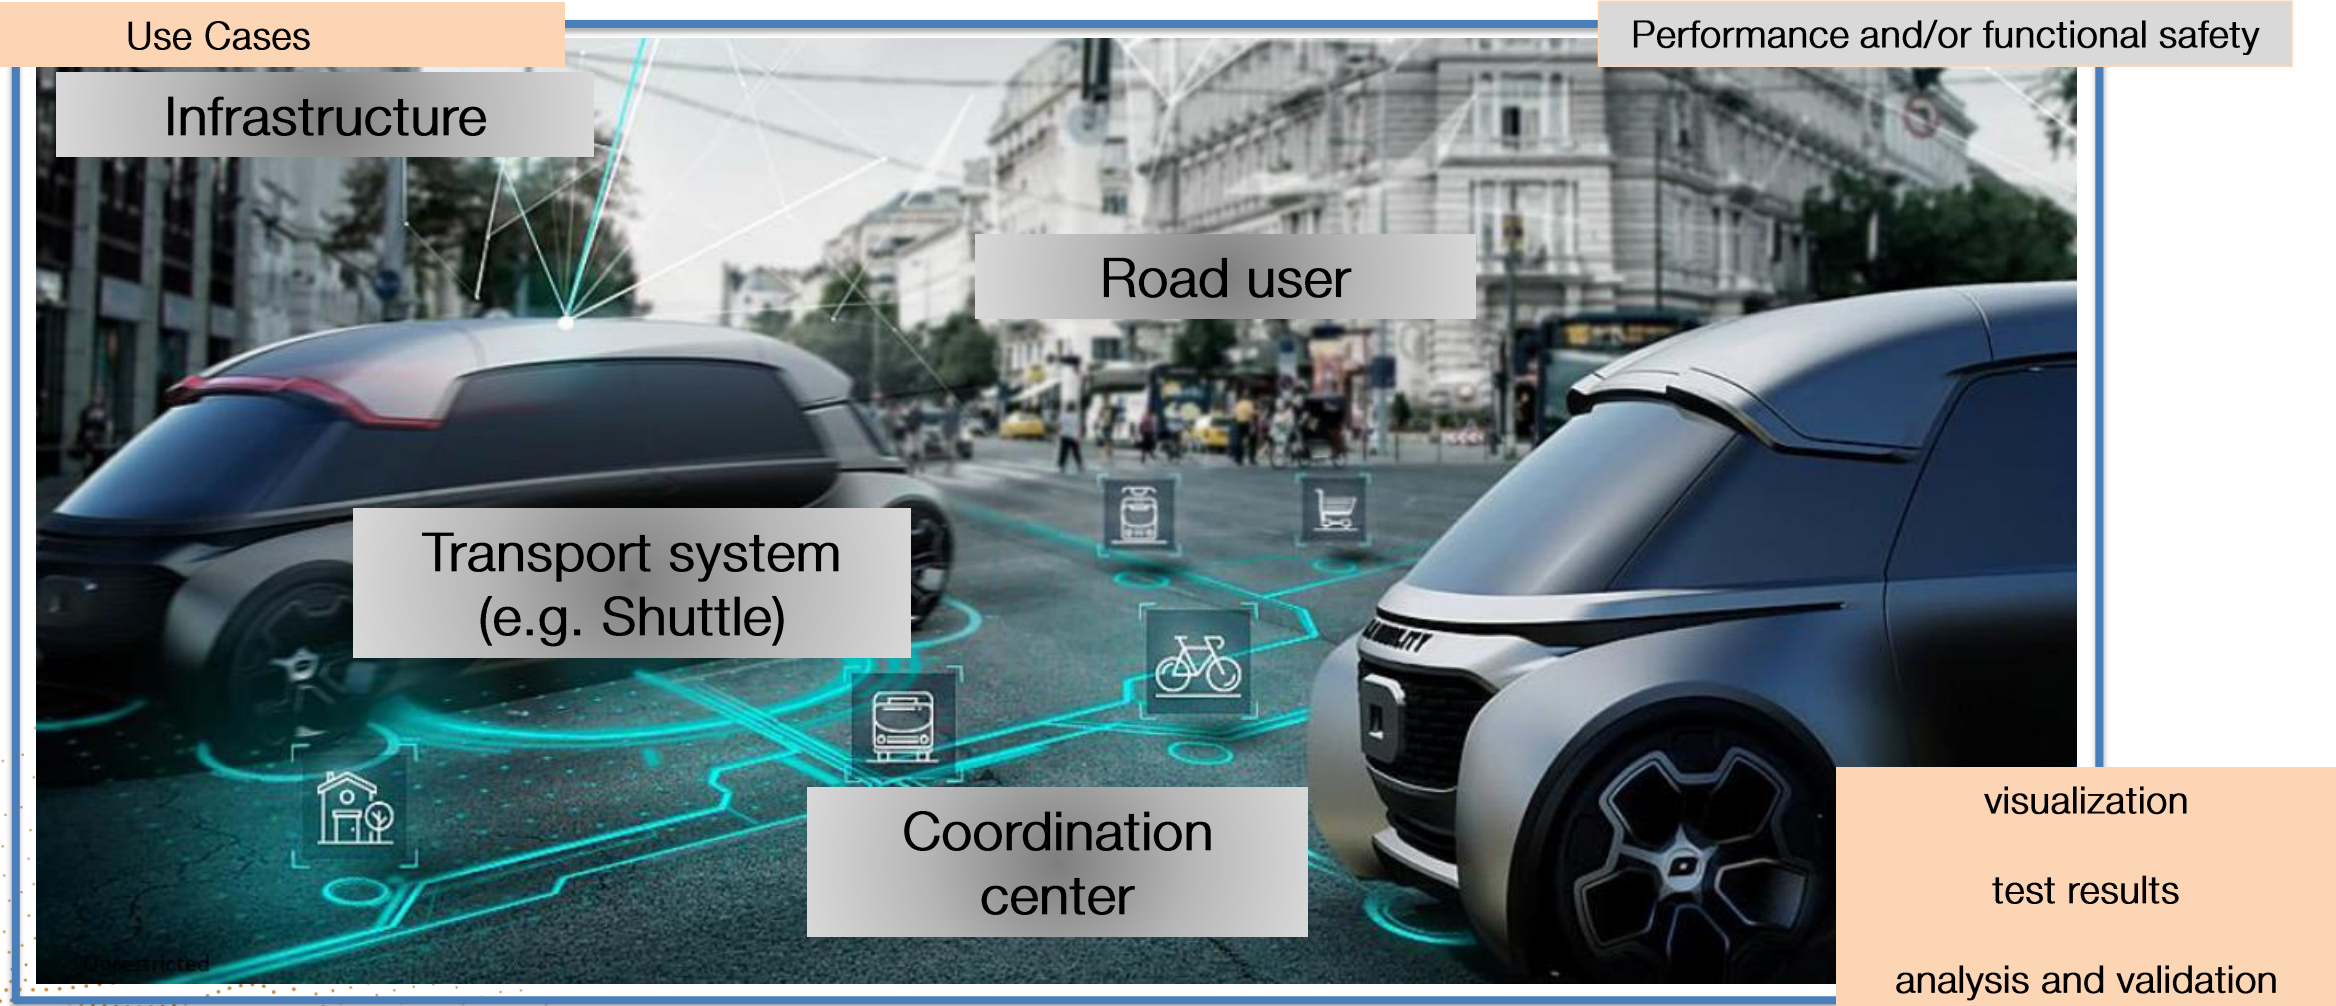 Use Cases
Performance and/or functional safety
Infrastructure
Road user
Transport system
(e.g. Shuttle)
Coordination
center
visualization
test results
analysis and validation
Unrestricted